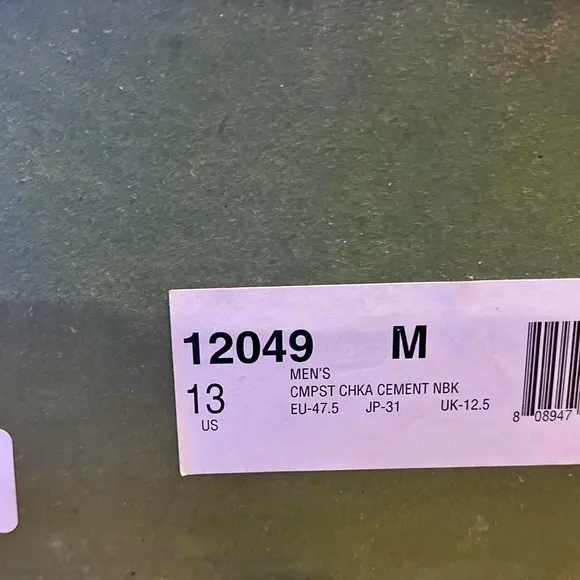 12049 M
MEN'S
13 CMPST CHKA CEMENT NBK
US EU-47.5 JP-31 UK-12.5
8 08947